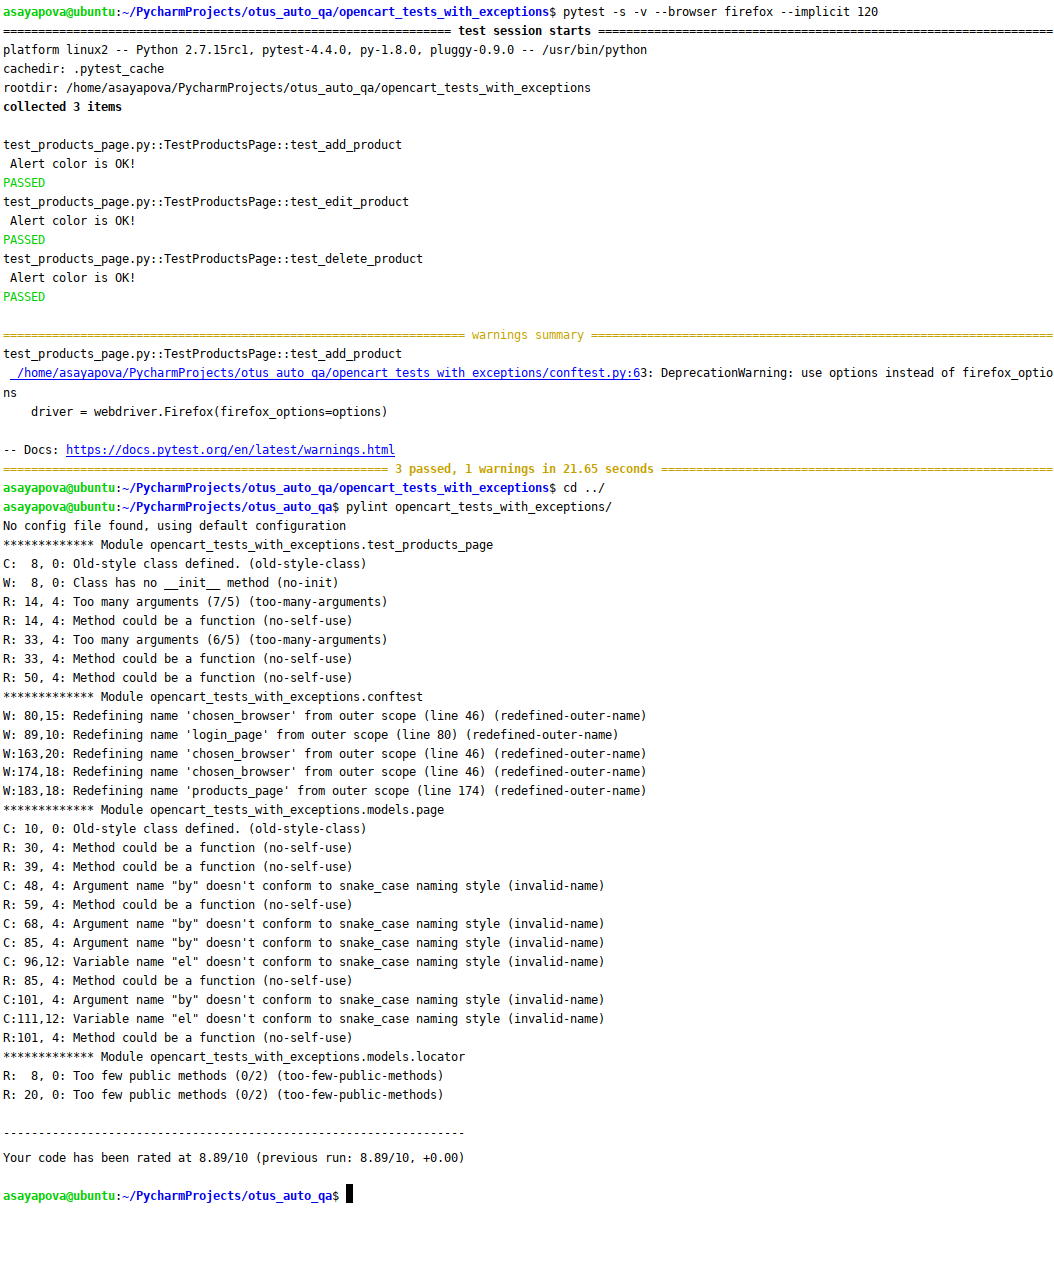 asayapova@ubuntu:~/PycharmProjects/otus_auto_qa/opencart_tests_with_exceptions$ pytest -s -v --browser firefox --implicit 120
================================================================ test session starts =================================================================
platform linux2 -- Python 2.7.15rc1, pytest-4.4.0, py-1.8.0, pluggy-0.9.0 -- /usr/bin/python
cachedir: .pytest_cache
rootdir: /home/asayapova/PycharmProjects/otus_auto_qa/opencart_tests_with_exceptions
collected 3 items

test_products_page.py::TestProductsPage::test_add_product
 Alert color is OK!
PASSED
test_products_page.py::TestProductsPage::test_edit_product
 Alert color is OK!
PASSED
test_products_page.py::TestProductsPage::test_delete_product
 Alert color is OK!
PASSED

================================================================== warnings summary ==================================================================
test_products_page.py::TestProductsPage::test_add_product
  /home/asayapova/PycharmProjects/otus_auto_qa/opencart_tests_with_exceptions/conftest.py:63: DeprecationWarning: use options instead of firefox_optio
ns
    driver = webdriver.Firefox(firefox_options=options)

-- Docs: https://docs.pytest.org/en/latest/warnings.html
======================================================= 3 passed, 1 warnings in 21.65 seconds ========================================================
asayapova@ubuntu:~/PycharmProjects/otus_auto_qa/opencart_tests_with_exceptions$ cd ../
asayapova@ubuntu:~/PycharmProjects/otus_auto_qa$ pylint opencart_tests_with_exceptions/
No config file found, using default configuration
************* Module opencart_tests_with_exceptions.test_products_page
C:  8, 0: Old-style class defined. (old-style-class)
W:  8, 0: Class has no __init__ method (no-init)
R: 14, 4: Too many arguments (7/5) (too-many-arguments)
R: 14, 4: Method could be a function (no-self-use)
R: 33, 4: Too many arguments (6/5) (too-many-arguments)
R: 33, 4: Method could be a function (no-self-use)
R: 50, 4: Method could be a function (no-self-use)
************* Module opencart_tests_with_exceptions.conftest
W: 80,15: Redefining name 'chosen_browser' from outer scope (line 46) (redefined-outer-name)
W: 89,10: Redefining name 'login_page' from outer scope (line 80) (redefined-outer-name)
W:163,20: Redefining name 'chosen_browser' from outer scope (line 46) (redefined-outer-name)
W:174,18: Redefining name 'chosen_browser' from outer scope (line 46) (redefined-outer-name)
W:183,18: Redefining name 'products_page' from outer scope (line 174) (redefined-outer-name)
************* Module opencart_tests_with_exceptions.models.page
C: 10, 0: Old-style class defined. (old-style-class)
R: 30, 4: Method could be a function (no-self-use)
R: 39, 4: Method could be a function (no-self-use)
C: 48, 4: Argument name "by" doesn't conform to snake_case naming style (invalid-name)
R: 59, 4: Method could be a function (no-self-use)
C: 68, 4: Argument name "by" doesn't conform to snake_case naming style (invalid-name)
C: 85, 4: Argument name "by" doesn't conform to snake_case naming style (invalid-name)
C: 96,12: Variable name "el" doesn't conform to snake_case naming style (invalid-name)
R: 85, 4: Method could be a function (no-self-use)
C:101, 4: Argument name "by" doesn't conform to snake_case naming style (invalid-name)
C:111,12: Variable name "el" doesn't conform to snake_case naming style (invalid-name)
R:101, 4: Method could be a function (no-self-use)
************* Module opencart_tests_with_exceptions.models.locator
R:  8, 0: Too few public methods (0/2) (too-few-public-methods)
R: 20, 0: Too few public methods (0/2) (too-few-public-methods)

------------------------------------------------------------------
Your code has been rated at 8.89/10 (previous run: 8.89/10, +0.00)

asayapova@ubuntu:~/PycharmProjects/otus_auto_qa$